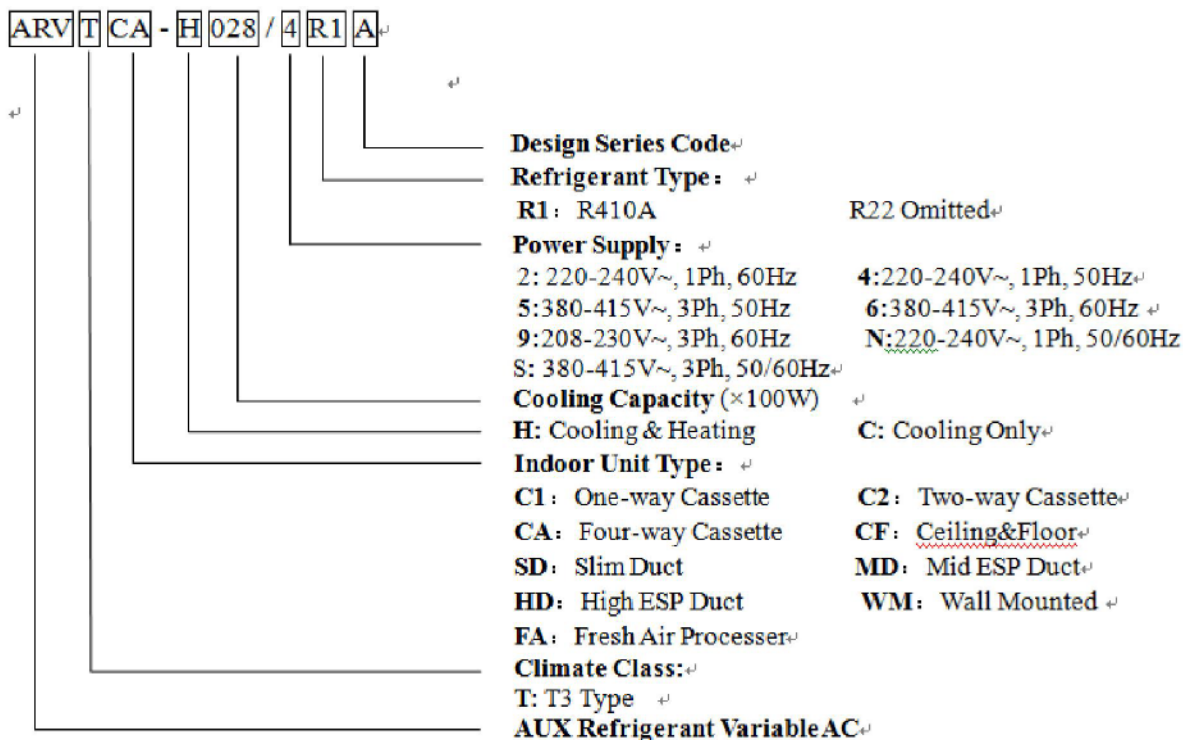 ARV T CA - H 028 / 4 R1 A↵
↵
↵
Design Series Code↵
Refrigerant Type： ↵
R1： R410A R22 Omitted↵
Power Supply： ↵
2: 220-240V~, 1Ph, 60Hz 4:220-240V~, 1Ph, 50Hz↵
5:380-415V~, 3Ph, 50Hz 6:380-415V~, 3Ph, 60Hz ↵
9:208-230V~, 3Ph, 60Hz N:220-240V~, 1Ph, 50/60Hz
S: 380-415V~, 3Ph, 50/60Hz↵
Cooling Capacity (×100W) ↵
H: Cooling & Heating C: Cooling Only↵
Indoor Unit Type： ↵
C1： One-way Cassette C2： Two-way Cassette↵
CA： Four-way Cassette CF： Ceiling&Floor↵
SD： Slim Duct MD： Mid ESP Duct↵
HD： High ESP Duct WM： Wall Mounted ↵
FA： Fresh Air Processer↵
Climate Class:↵
T: T3 Type ↵
AUX Refrigerant Variable AC↵